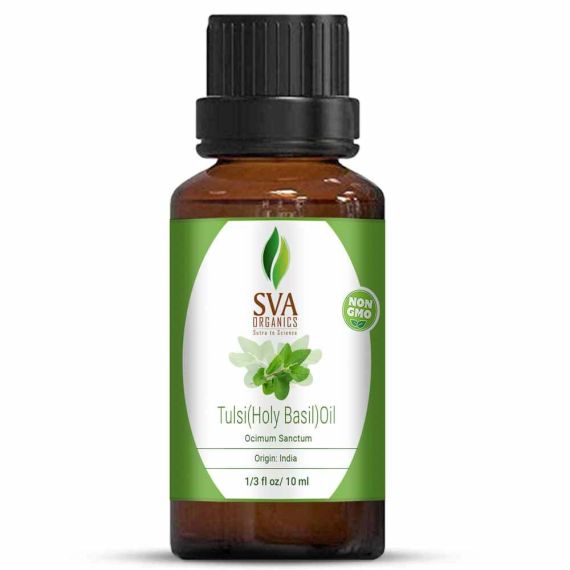 SVA
ORGANICS
Sutra to Science
NON
GMO
Tulsi(Holy Basil)Oil
Ocimum Sanctum
Origin: India
1/3 fl oz/ 10 ml